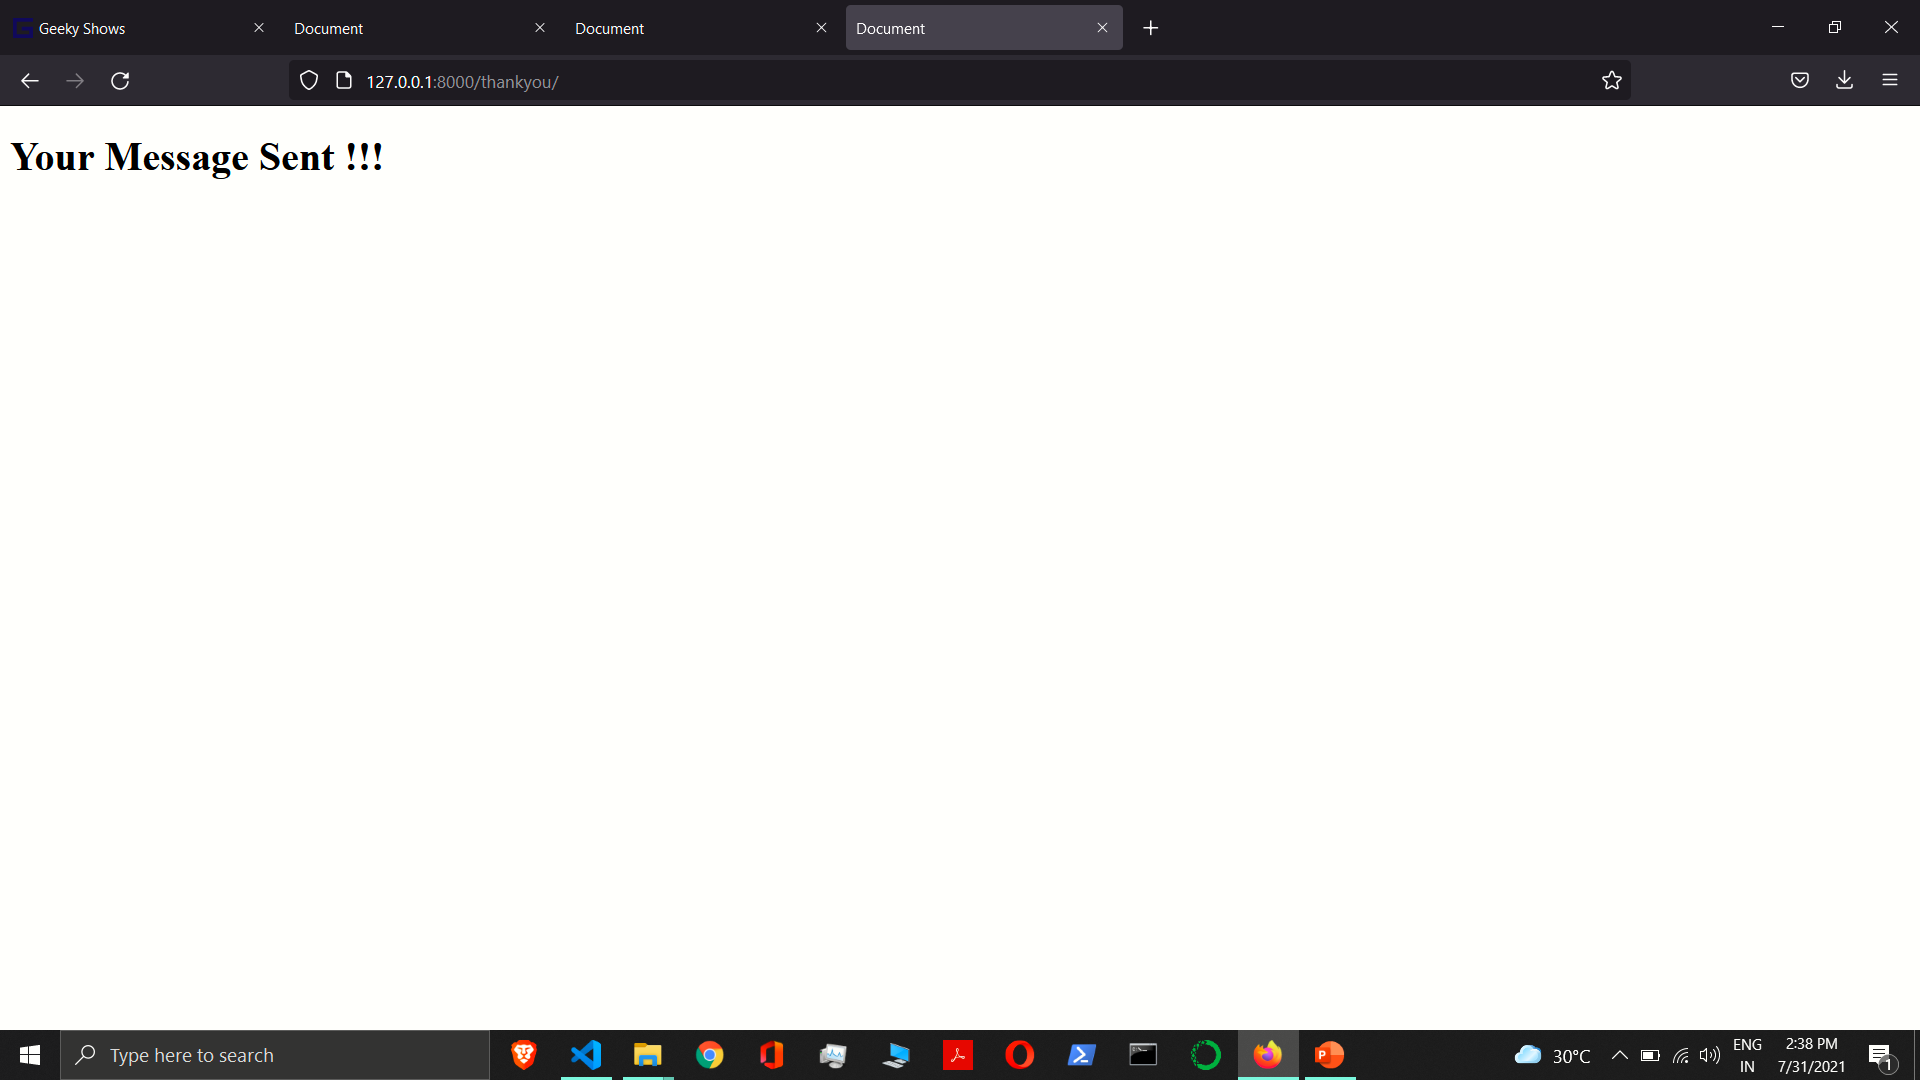 Geeky Shows
Document
Document
Document
127.0.0.1:8000/thankyou/
Your Message Sent !!!
Type here to search
30°C
ENG
IN
2:38 PM
7/31/2021
1